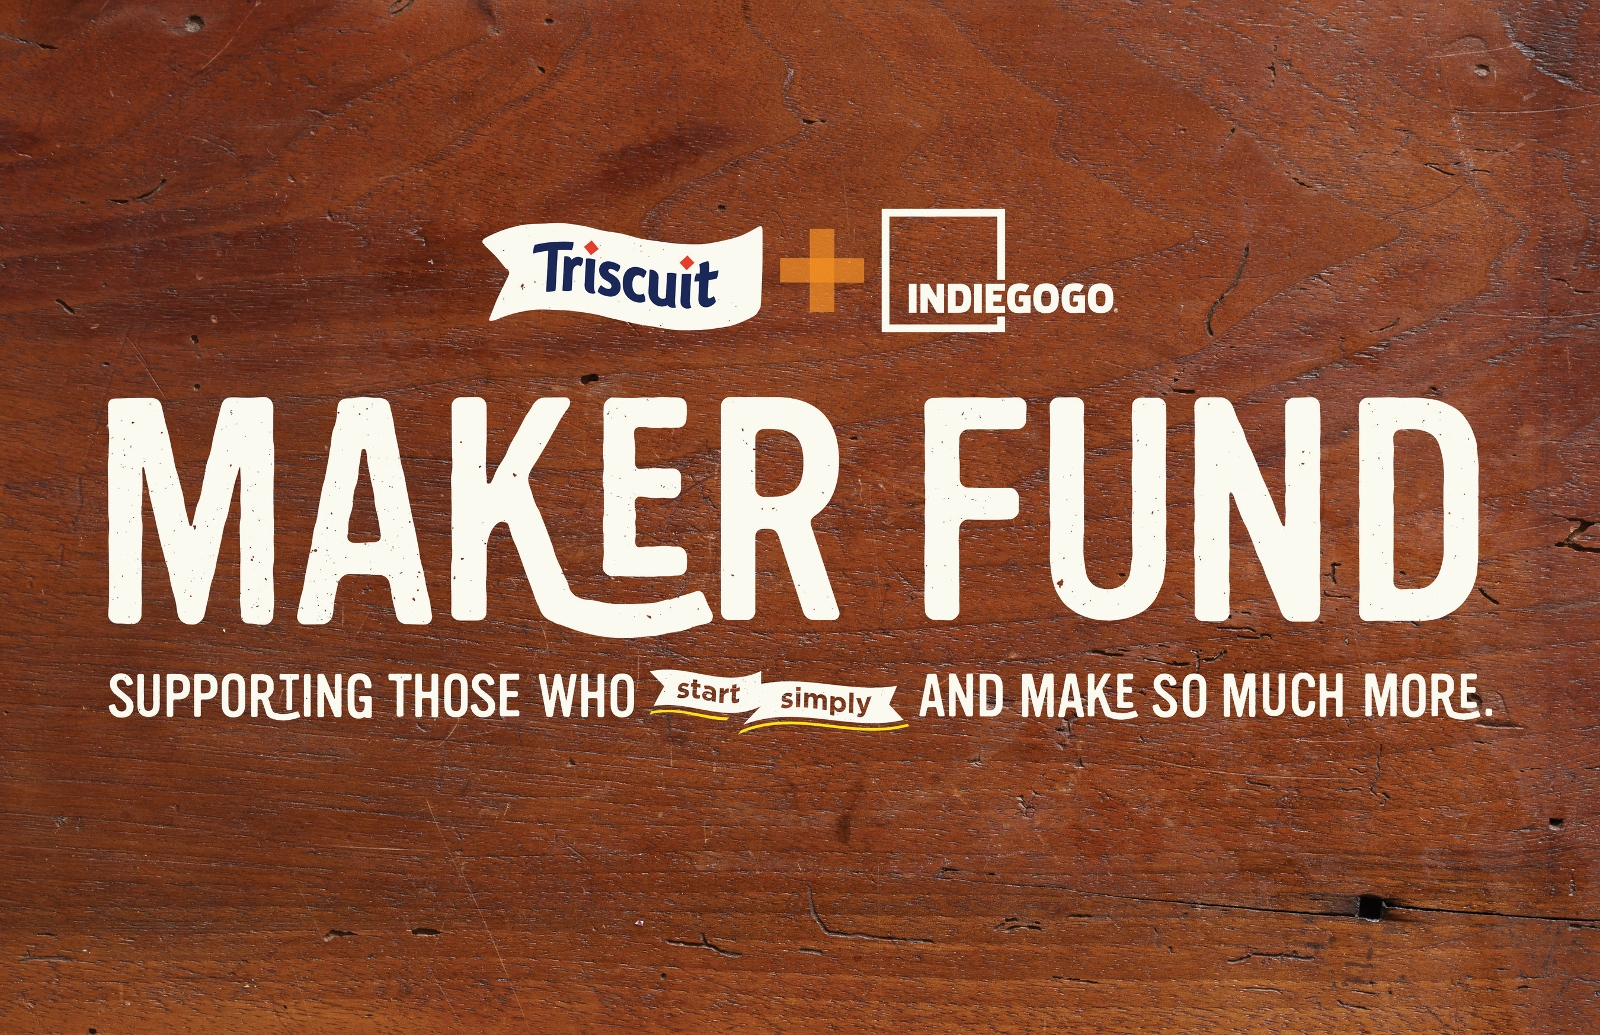 Triscuit + INDIEGOGO
MAKER FUND
SUPPORTING THOSE WHO start simply AND MAKE SO MUCH MORE.